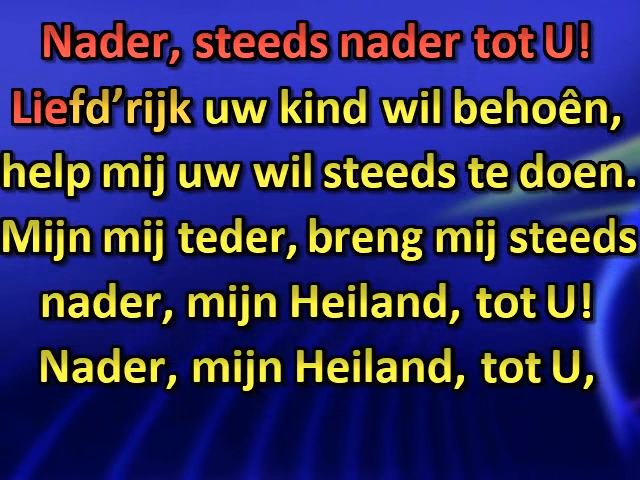 Nader, steeds nader tot U!
Liefd’rijk uw kind wil behoên,
help mij uw wil steeds te doen.
Mijn mij teder, breng mij steeds
nader, mijn Heiland, tot U!
Nader, mijn Heiland, tot U,